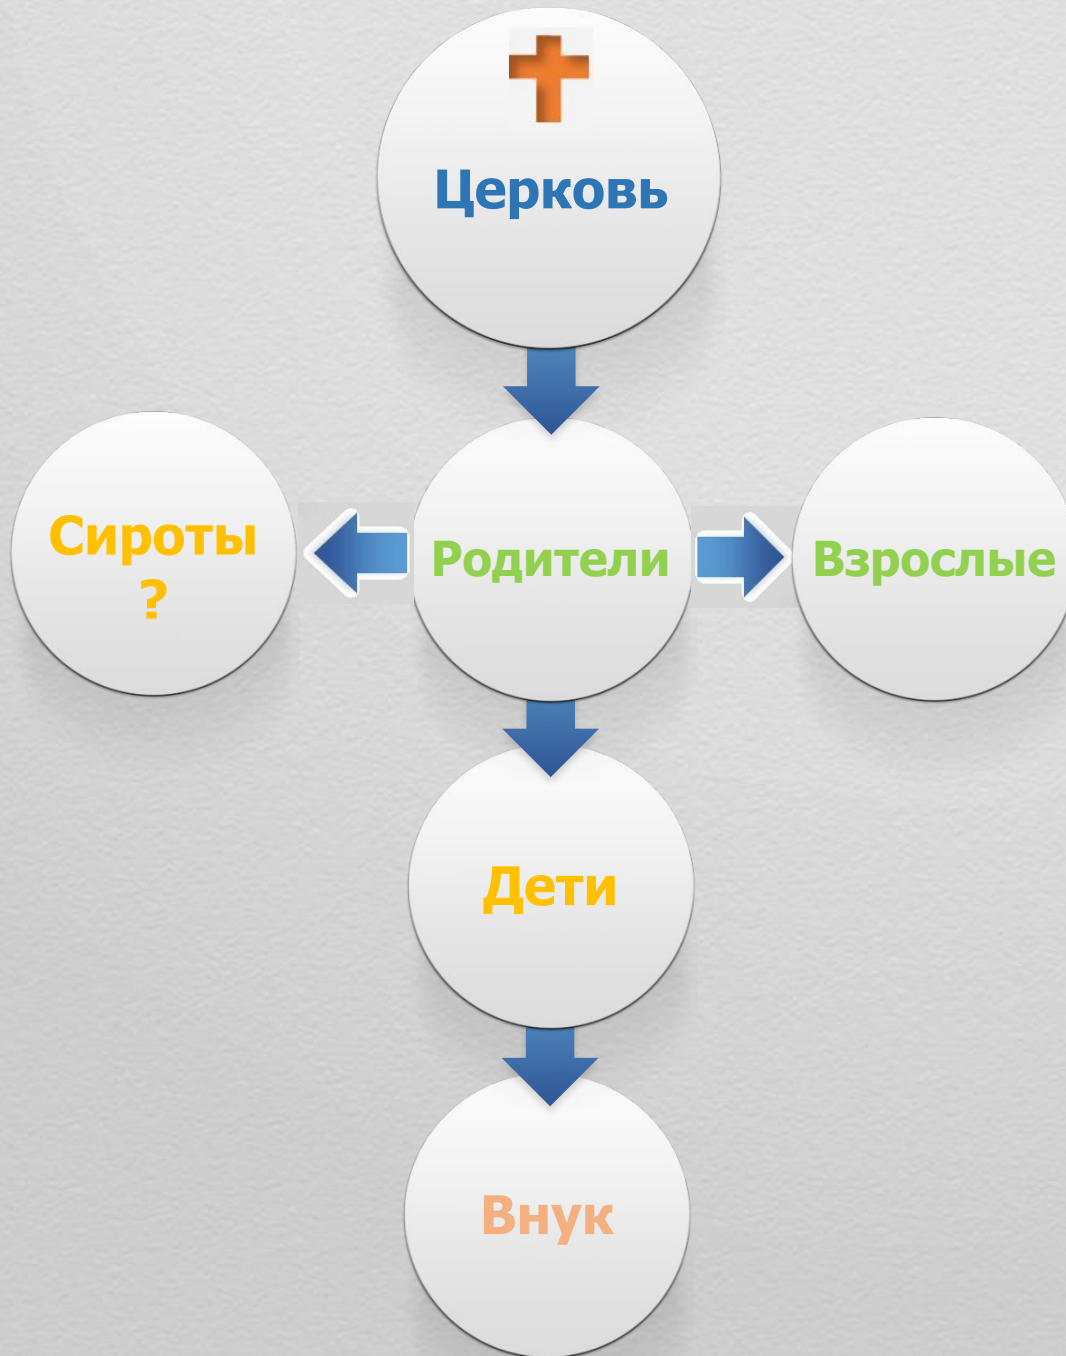 Церковь
Сироты
?
Родители
Взрослые
Дети
Внук